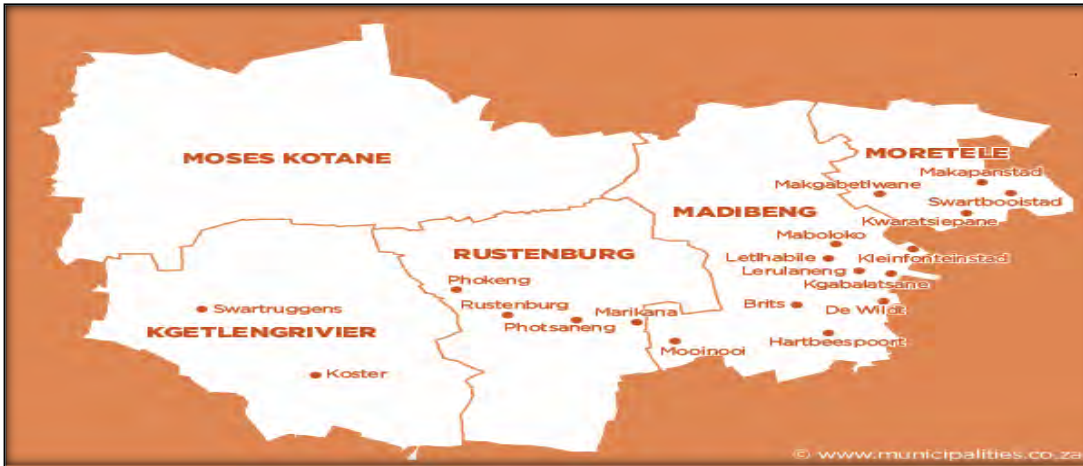 MOSES KOTANE
MORETELE
Makapanstad
Makgabetlwane
Swartbooistad
MADIBENG
Kwaratsiepane
Maboloko
RUSTENBURG
Letlhabile
Kleinfonteinstad
Lerulaneng
Kgabalatsane
Phokeng
Swartruggens
Rustenburg
Marikana
Brits
De Wildt
KGETLENGRIVIER
Photsaneng
Hartbeespoort
Mooinooi
Koster
© www.municipalities.co.za